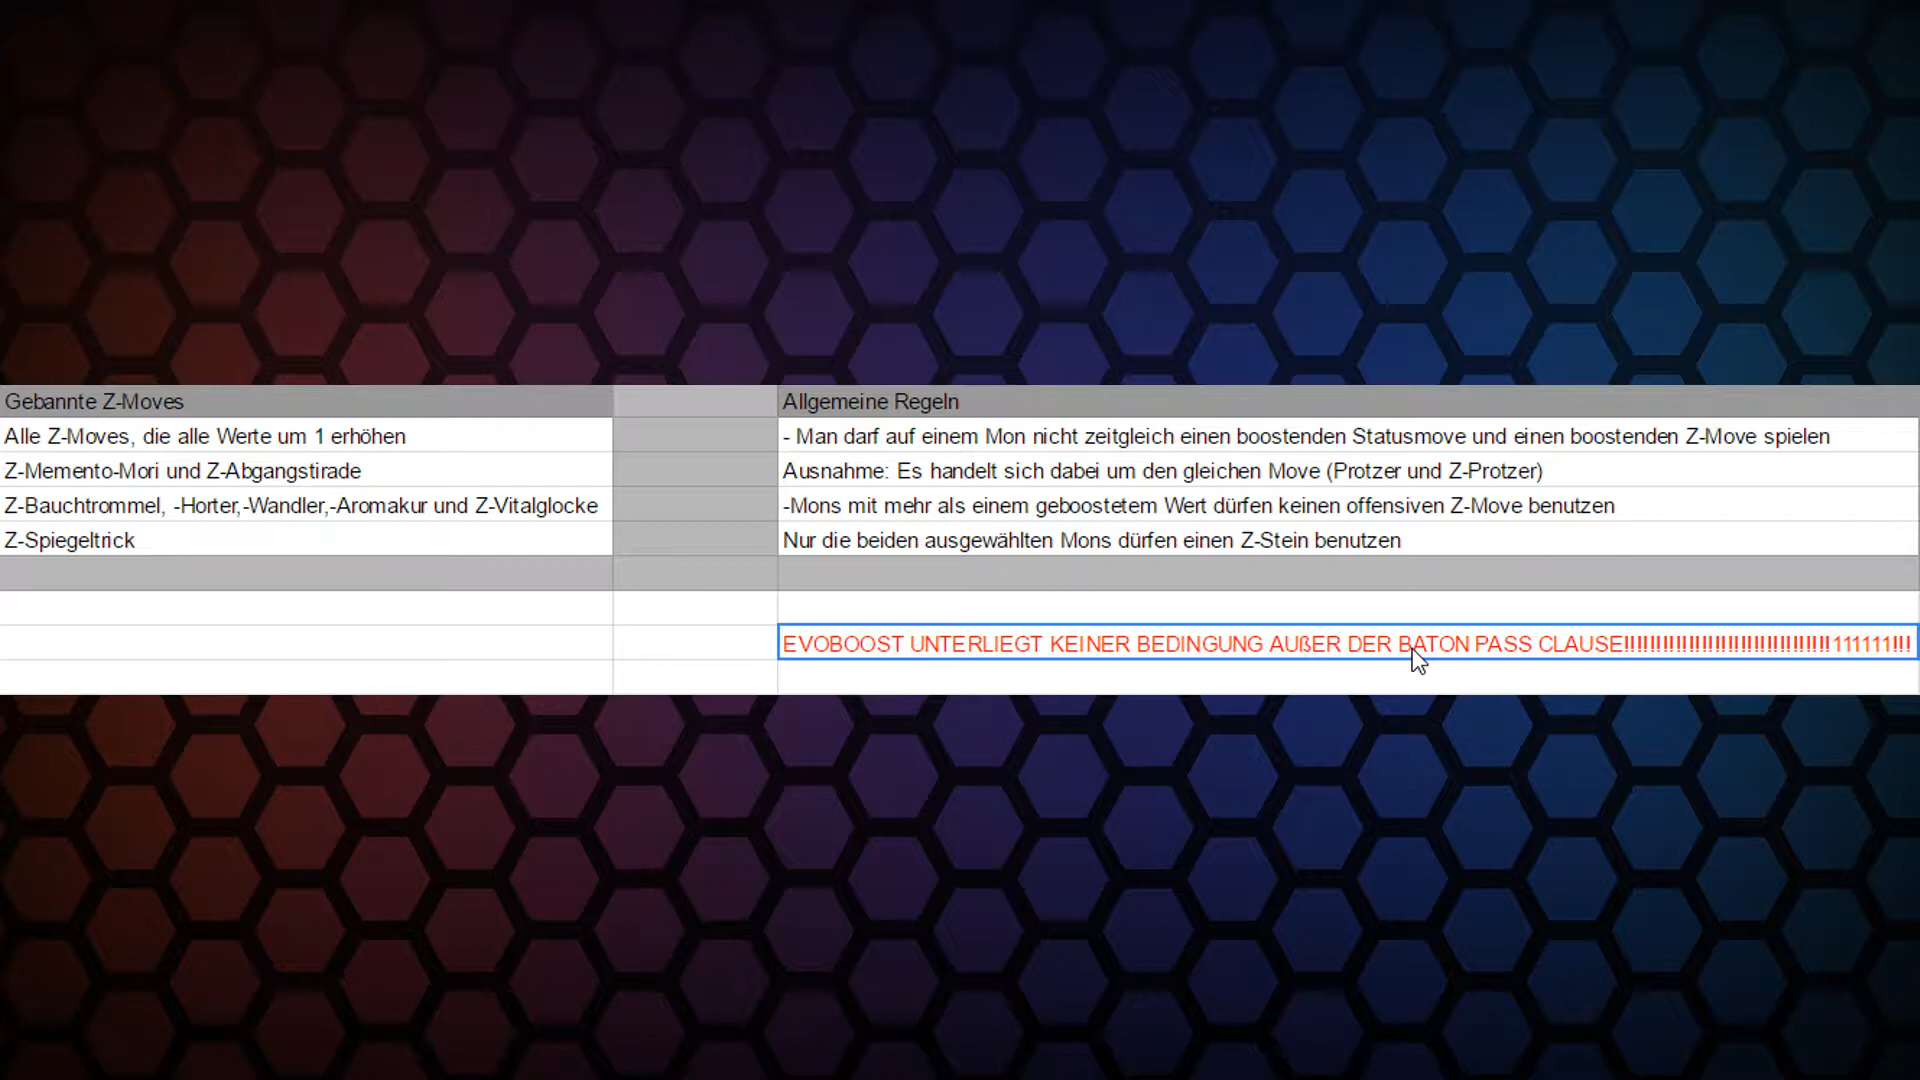 Gebannte Z-Moves
Alle Z-Moves, die alle Werte um 1 erhöhen
Z-Memento-Mori und Z-Abgangstirade
Z-Bauchtrommel, -Horter,-Wandler,-Aromakur und Z-Vitalglocke
Z-Spiegeltrick
Allgemeine Regeln
- Man darf auf einem Mon nicht zeitgleich einen boostenden Statusmove und einen boostenden Z-Move spielen
Ausnahme: Es handelt sich dabei um den gleichen Move (Protzer und Z-Protzer)
-Mons mit mehr als einem geboostetem Wert dürfen keinen offensiven Z-Move benutzen
Nur die beiden ausgewählten Mons dürfen einen Z-Stein benutzen
EVOBOOST UNTERLIEGT KEINER BEDINGUNG AUßER DER BATON PASS CLAUSE!!!!!!!!!!!!!!!!!!!!!!!!!!!!!!!!111111!!!